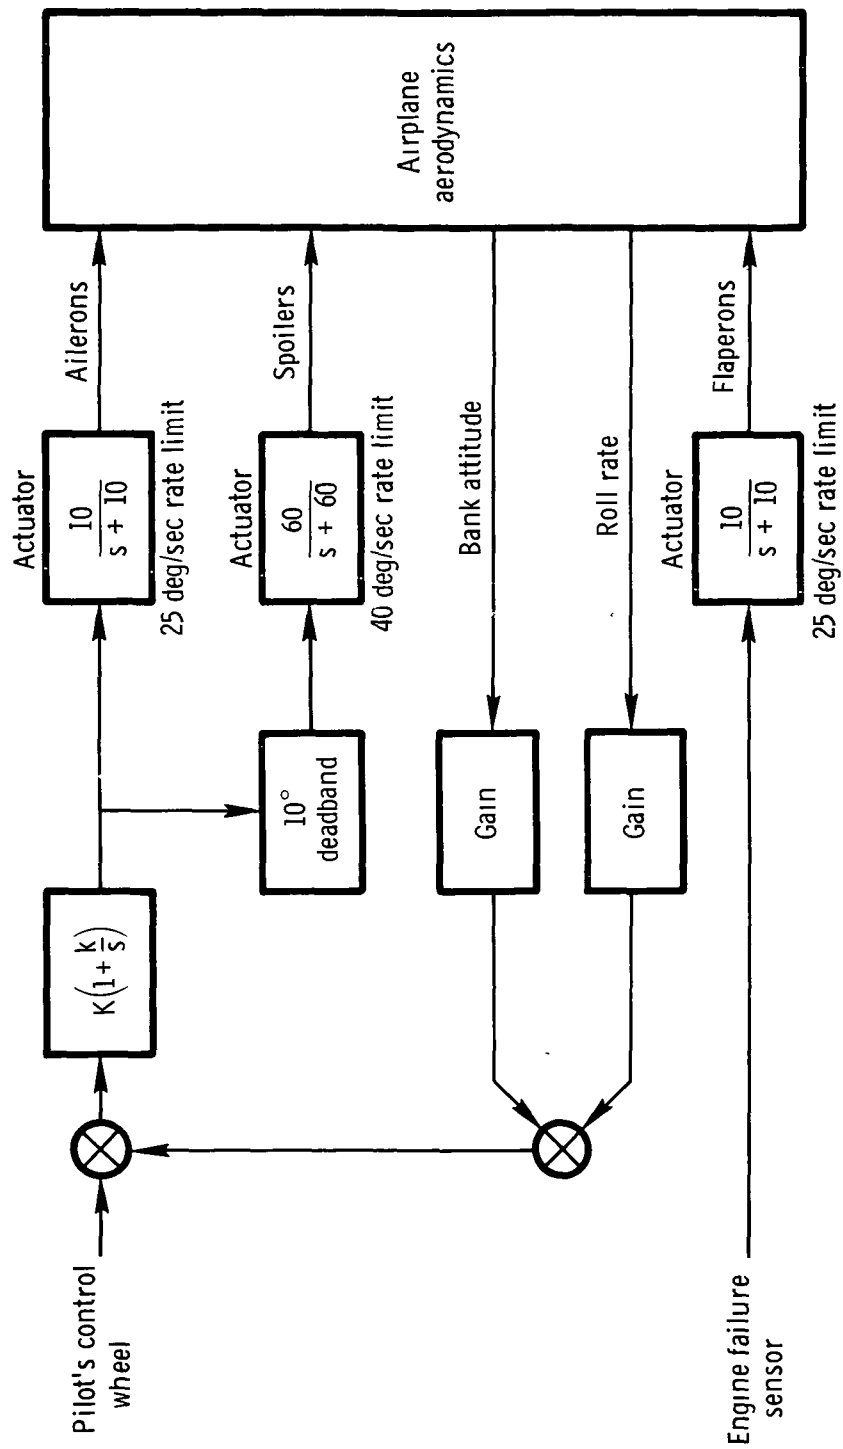 Pilot's control
wheel
K(1 + k/s)
Actuator
10
s + 10
25 deg/sec rate limit
Ailerons
10°
deadband
Actuator
60
s + 60
40 deg/sec rate limit
Spoilers
Airplane
aerodynamics
Gain
Bank attitude
Gain
Roll rate
Engine failure
sensor
Actuator
10
s + 10
25 deg/sec rate limit
Flaperons